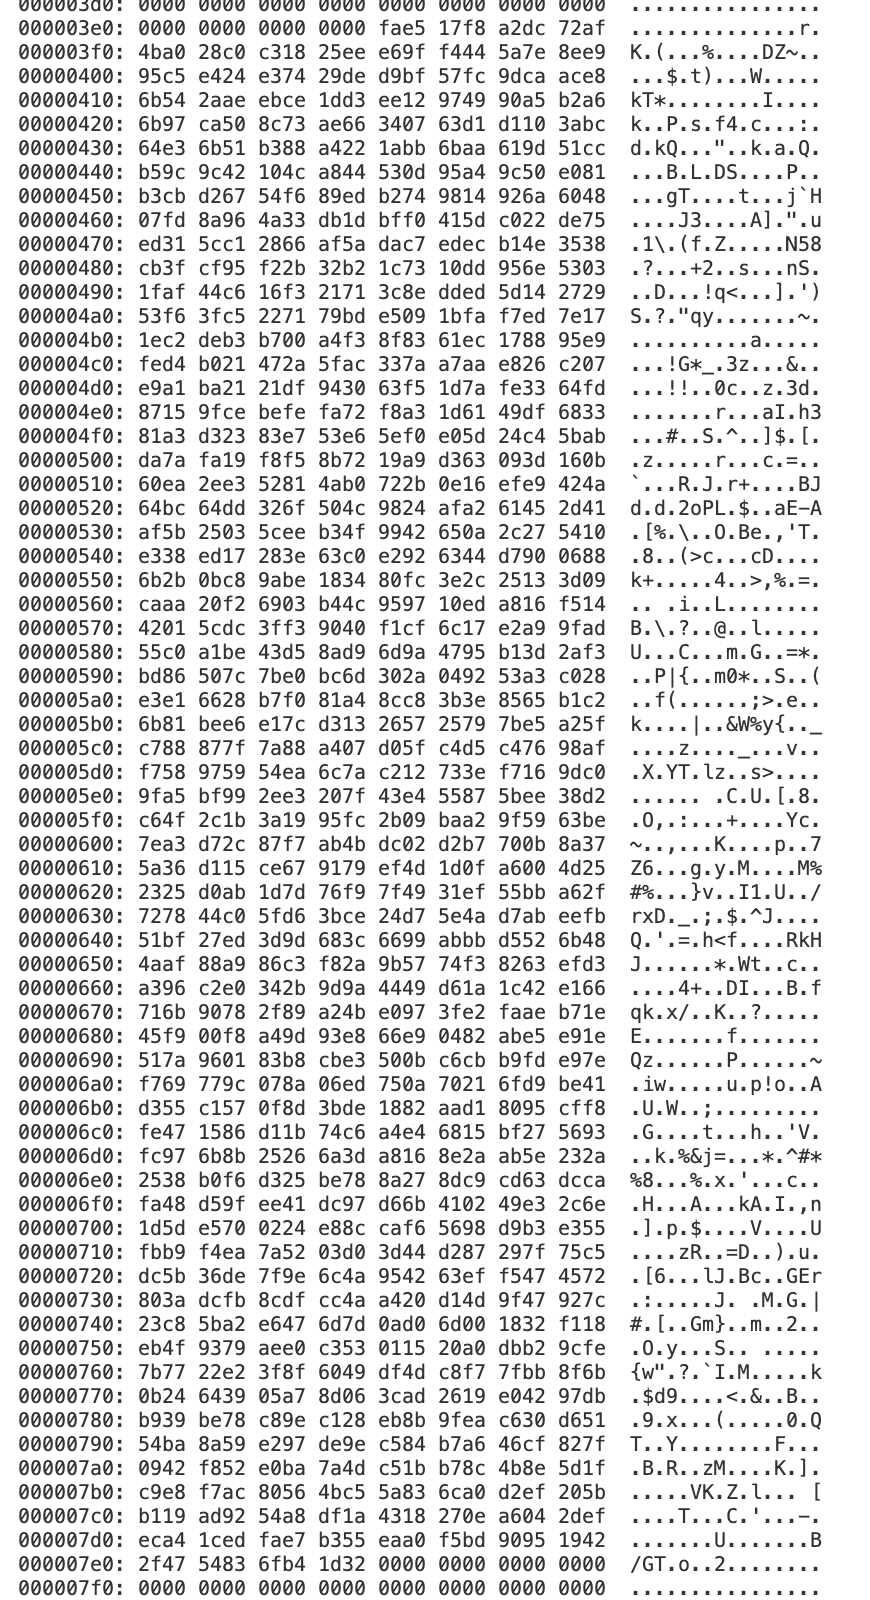 000003d0: 0000 0000 0000 0000 0000 0000 0000 0000  ................
000003e0: 0000 0000 0000 0000 fae5 17f8 a2dc 72af  ..............r.
000003f0: 4ba0 28c0 c318 25ee e69f f444 5a7e 8ee9  K.(...%....DZ~..
00000400: 95c5 e424 e374 29de d9bf 57fc 9dca ace8  ...$.t)...W.....
00000410: 6b54 2aae ebce 1dd3 ee12 9749 90a5 b2a6  kT*........I....
00000420: 6b97 ca50 8c73 ae66 3407 63d1 d110 3abc  k..P.s.f4.c...:.
00000430: 64e3 6b51 b388 a422 1abb 6baa 619d 51cc  d.kQ..."..k.a.Q.
00000440: b59c 9c42 104c a844 530d 95a4 9c50 e081  ...B.L.DS....P..
00000450: b3cb d267 54f6 89ed b274 9814 926a 6048  ...gT....t...j`H
00000460: 07fd 8a96 4a33 db1d bff0 415d c022 de75  ....J3....A].".u
00000470: ed31 5cc1 2866 af5a dac7 edec b14e 3538  .1\.(f.Z.....N58
00000480: cb3f cf95 f22b 32b2 1c73 10dd 956e 5303  .?...+2..s...nS.
00000490: 1faf 44c6 16f3 2171 3c8e dded 5d14 2729  ..D...!q<...].')
000004a0: 53f6 3fc5 2271 79bd e509 1bfa f7ed 7e17  S.?."qy.......~.
000004b0: 1ec2 deb3 b700 a4f3 8f83 61ec 1788 95e9  ..........a.....
000004c0: fed4 b021 472a 5fac 337a a7aa e826 c207  ...!G*_.3z...&..
000004d0: e9a1 ba21 21df 9430 63f5 1d7a fe33 64fd  ...!!..0c..z.3d.
000004e0: 8715 9fce befe fa72 f8a3 1d61 49df 6833  .......r...aI.h3
000004f0: 81a3 d323 83e7 53e6 5ef0 e05d 24c4 5bab  ...#..S.^..]$.[.
00000500: da7a fa19 f8f5 8b72 19a9 d363 093d 160b  .z.....r...c.=..
00000510: 60ea 2ee3 5281 4ab0 722b 0e16 efe9 424a  `...R.J.r+....BJ
00000520: 64bc 64dd 326f 504c 9824 afa2 6145 2d41  d.d.2oPL.$..aE-A
00000530: af5b 2503 5cee b34f 9942 650a 2c27 5410  .[%.\..O.Be.,'T.
00000540: e338 ed17 283e 63c0 e292 6344 d790 0688  .8..(>c...cD....
00000550: 6b2b 0bc8 9abe 1834 80fc 3e2c 2513 3d09  k+.....4..>,%.=.
00000560: caaa 20f2 6903 b44c 9597 10ed a816 f514  .. .i..L........
00000570: 4201 5cdc 3ff3 9040 f1cf 6c17 e2a9 9fad  B.\.?..@..l.....
00000580: 55c0 a1be 43d5 8ad9 6d9a 4795 b13d 2af3  U...C...m.G..=*.
00000590: bd86 507c 7be0 bc6d 302a 0492 53a3 c028  ..P|{..m0*..S..(
000005a0: e3e1 6628 b7f0 81a4 8cc8 3b3e 8565 b1c2  ..f(......;>.e..
000005b0: 6b81 bee6 e17c d313 2657 2579 7be5 a25f  k....|..&W%y{.._
000005c0: c788 877f 7a88 a407 d05f c4d5 c476 98af  ....z...._...v..
000005d0: f758 9759 54ea 6c7a c212 733e f716 9dc0  .X.YT.lz..s>....
000005e0: 9fa5 bf99 2ee3 207f 43e4 5587 5bee 38d2  ...... .C.U.[.8.
000005f0: c64f 2c1b 3a19 95fc 2b09 baa2 9f59 63be  .O,.:...+....Yc.
00000600: 7ea3 d72c 87f7 ab4b dc02 d2b7 700b 8a37  ~..,...K....p..7
00000610: 5a36 d115 ce67 9179 ef4d 1d0f a600 4d25  Z6...g.y.M....M%
00000620: 2325 d0ab 1d7d 76f9 7f49 31ef 55bb a62f  #%...}v..I1.U../
00000630: 7278 44c0 5fd6 3bce 24d7 5e4a d7ab eefb  rxD._.;.$.^J....
00000640: 51bf 27ed 3d9d 683c 6699 abbb d552 6b48  Q.'.=.h<f....RkH
00000650: 4aaf 88a9 86c3 f82a 9b57 74f3 8263 efd3  J......*.Wt..c..
00000660: a396 c2e0 342b 9d9a 4449 d61a 1c42 e166  ....4+..DI...B.f
00000670: 716b 9078 2f89 a24b e097 3fe2 faae b71e  qk.x/..K..?.....
00000680: 45f9 00f8 a49d 93e8 66e9 0482 abe5 e91e  E.......f.......
00000690: 517a 9601 83b8 cbe3 500b c6cb b9fd e97e  Qz......P......~
000006a0: f769 779c 078a 06ed 750a 7021 6fd9 be41  .iw.....u.p!o..A
000006b0: d355 c157 0f8d 3bde 1882 aad1 8095 cff8  .U.W..;.........
000006c0: fe47 1586 d11b 74c6 a4e4 6815 bf27 5693  .G....t...h..'V.
000006d0: fc97 6b8b 2526 6a3d a816 8e2a ab5e 232a  ..k.%&j=...*.^#*
000006e0: 2538 b0f6 d325 be78 8a27 8dc9 cd63 dcca  %8...%.x.'...c..
000006f0: fa48 d59f ee41 dc97 d66b 4102 49e3 2c6e  .H...A...kA.I.,n
00000700: 1d5d e570 0224 e88c caf6 5698 d9b3 e355  .].p.$....V....U
00000710: fbb9 f4ea 7a52 03d0 3d44 d287 297f 75c5  ....zR..=D..).u.
00000720: dc5b 36de 7f9e 6c4a 9542 63ef f547 4572  .[6...lJ.Bc..GEr
00000730: 803a dcfb 8cdf cc4a a420 d14d 9f47 927c  .:.....J. .M.G.|
00000740: 23c8 5ba2 e647 6d7d 0ad0 6d00 1832 f118  #.[..Gm}..m..2..
00000750: eb4f 9379 aee0 c353 0115 20a0 dbb2 9cfe  .O.y...S.. .....
00000760: 7b77 22e2 3f8f 6049 df4d c8f7 7fbb 8f6b  {w".?.`I.M.....k
00000770: 0b24 6439 05a7 8d06 3cad 2619 e042 97db  .$d9....<.&..B..
00000780: b939 be78 c89e c128 eb8b 9fea c630 d651  .9.x...(.....0.Q
00000790: 54ba 8a59 e297 de9e c584 b7a6 46cf 827f  T..Y........F...
000007a0: 0942 f852 e0ba 7a4d c51b b78c 4b8e 5d1f  .B.R..zM....K.].
000007b0: c9e8 f7ac 8056 4bc5 5a83 6ca0 d2ef 205b  .....VK.Z.l... [
000007c0: b119 ad92 54a8 df1a 4318 270e a604 2def  ....T...C.'...-.
000007d0: eca4 1ced fae7 b355 eaa0 f5bd 9095 1942  .......U.......B
000007e0: 2f47 5483 6fb4 1d32 0000 0000 0000 0000  /GT.o..2........
000007f0: 0000 0000 0000 0000 0000 0000 0000 0000  ................